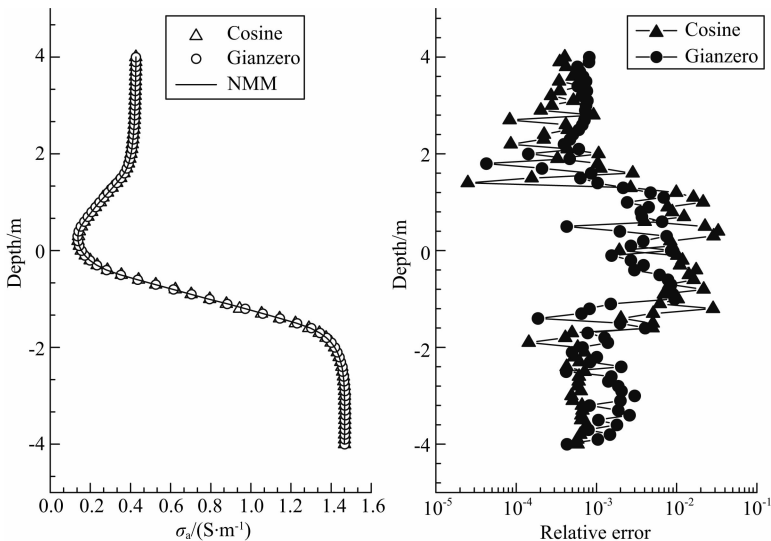 Cosine
Gianzero
NMM
4
2
0
-2
-4
Depth/m
0.0 0.2 0.4 0.6 0.8 1.0 1.2 1.4 1.6
σa/(S·m-1)
Cosine
Gianzero
4
2
0
-2
-4
Depth/m
10-5 10-4 10-3 10-2 10-1
Relative error